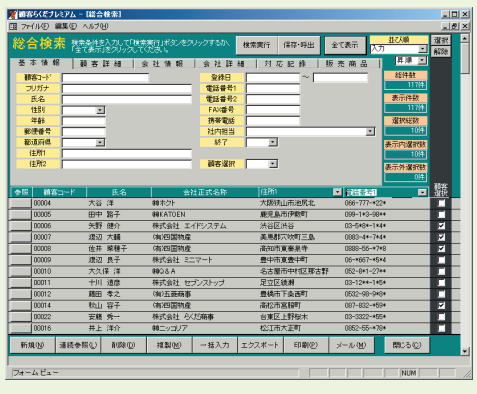 顧客らくだプレミアム - [総合検索]
ファイル(F) 編集(E) ヘルプ(H)
総合検索 検索条件を入力して「検索実行」ボタンをクリックするか、
「全て表示」をクリックしてください。
検索実行 保存・呼出 全て表示
並び順
入力
昇順
選択
解除
基本情報 顧客詳細 会社情報 会社詳細 対応記録 販売商品
顧客コード 登録日 ～
フリガナ 電話番号1
氏名 電話番号2
性別 FAX番号
年齢 携帯電話
郵便番号 社内担当
都道府県 終了
住所1
住所2 顧客選択
総件数
117件
表示件数
117件
選択総数
10件
表示内選択数
10件
表示外選択数
0件
参照 顧客コード 氏名 会社正式名称 住所1 電話番号1 顧客選択
00004 大谷 洋 ㈱ホクト 大阪狭山市池尻北 066-777-*22*
00005 田中 路子 ㈱KATOEN 鹿児島市伊敷町 099-1*3-98**
00006 矢野 健介 株式会社 エイドシステム 渋谷区渋谷 03-5*84-1*4*
00007 渡辺 大輔 (有)四国物産 美馬郡穴吹町三島 0883-4*-7*4*
00008 佐井 菜穂子 (有)四国物産 高知市東秦泉寺 0888-56-*7*8
00009 渡辺 良子 株式会社 ミニマート 豊中市東豊中町 06-*667-*5*4
00010 大久保 洋 ㈱Q&A 名古屋市中村区那古野 052-8*1-27**
00011 十川 道彦 株式会社 セブンストップ 足立区綾瀬 03-12**-1*5*
00012 鵜田 孝之 (有)五藤商事 豊橋市下条西町 0532-98-9*8*
00014 秋山 容子 (有)四国物産 高松市宮脇町 087-832-*59*
00022 安藤 秀一 株式会社 らくだ商事 台東区上野桜木 03-3322-*55*
00016 井上 洋介 ㈱ニッコリア 松江市大正町 0852-55-*78*
新規(N) 連続参照(L) 削除(D) 複製(M) 一括入力 エクスポート 印刷(P) メール(M) 閉じる(C)
フォーム ビュー NUM